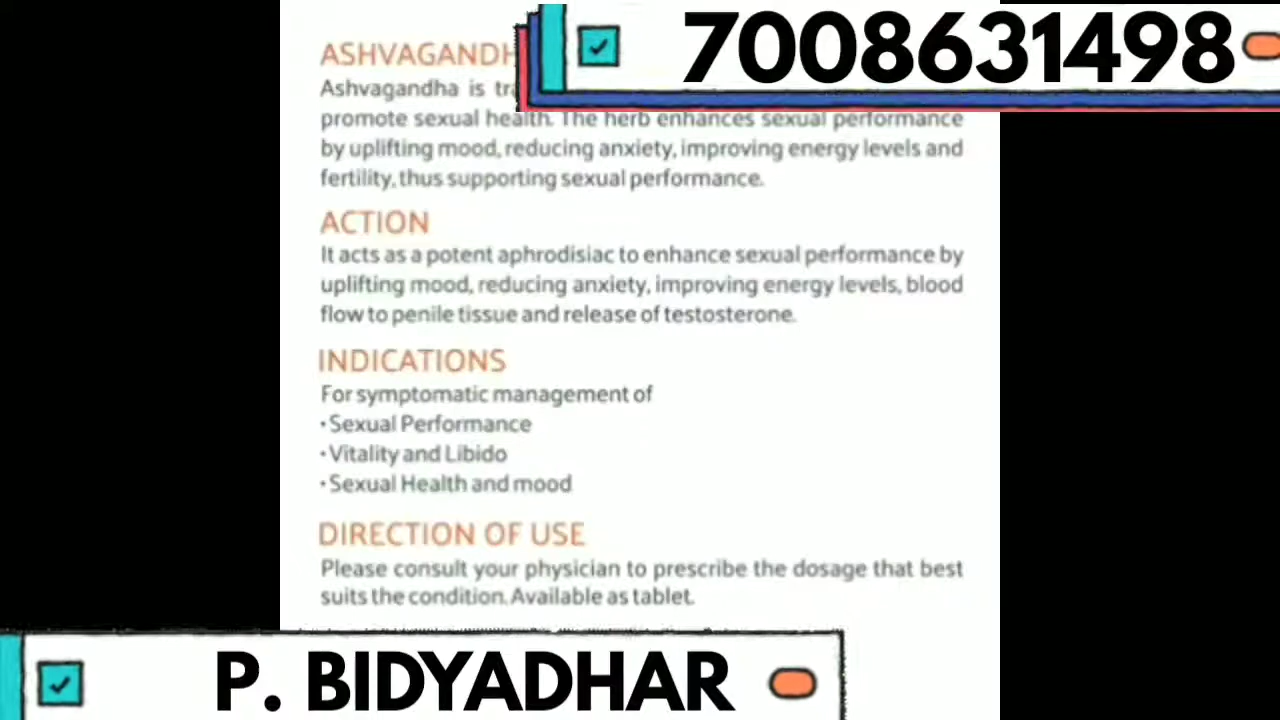 7008631498
ASHVAGANDH
Ashvagandha is
promote sexual health. The herb enhances sexual performance
by uplifting mood, reducing anxiety, improving energy levels and
fertility, thus supporting sexual performance.
ACTION
It acts as a potent aphrodisiac to enhance sexual performance by
uplifting mood, reducing anxiety, improving energy levels, blood
flow to penile tissue and release of testosterone.
INDICATIONS
For symptomatic management of
• Sexual Performance
• Vitality and Libido
• Sexual Health and mood
DIRECTION OF USE
Please consult your physician to prescribe the dosage that best
suits the condition. Available as tablet.
P. BIDYADHAR